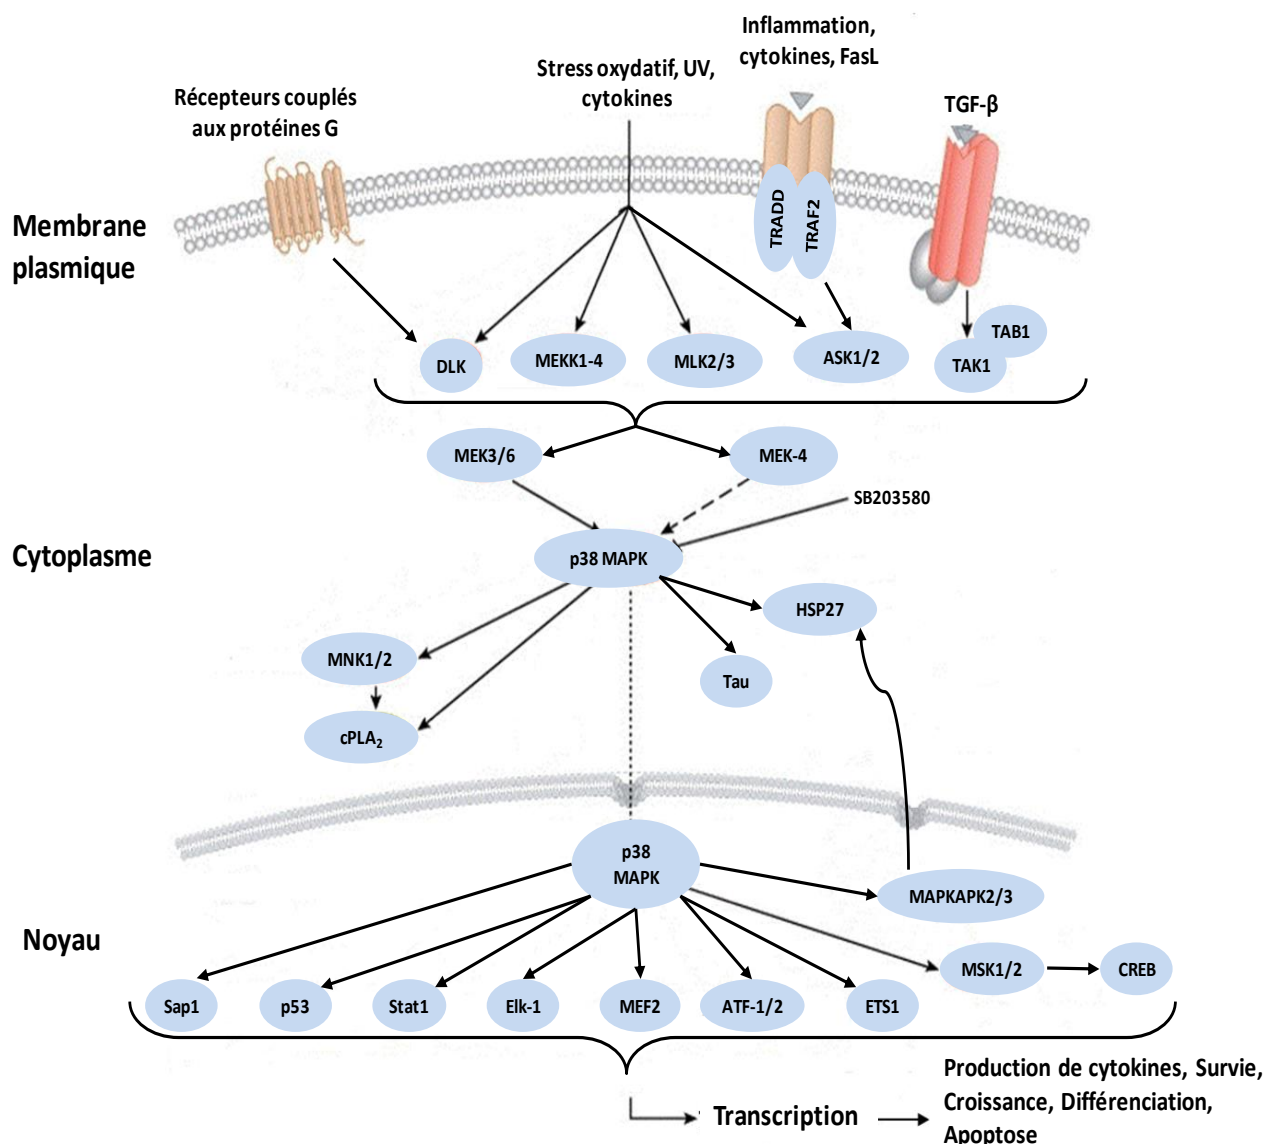 Inflammation,
cytokines, FasL
Stress oxydatif, UV,
cytokines
Récepteurs couplés
aux protéines G
TGF-β
Membrane
plasmique
TRADD
TRAF2
TAB1
DLK
MEKK1-4
MLK2/3
ASK1/2
TAK1
MEK3/6
MEK-4
SB203580
Cytoplasme
p38 MAPK
HSP27
MNK1/2
Tau
cPLA₂
p38
MAPK
MAPKAPK2/3
Noyau
MSK1/2
CREB
Sap1
p53
Stat1
Elk-1
MEF2
ATF-1/2
ETS1
Transcription
Production de cytokines, Survie,
Croissance, Différenciation,
Apoptose